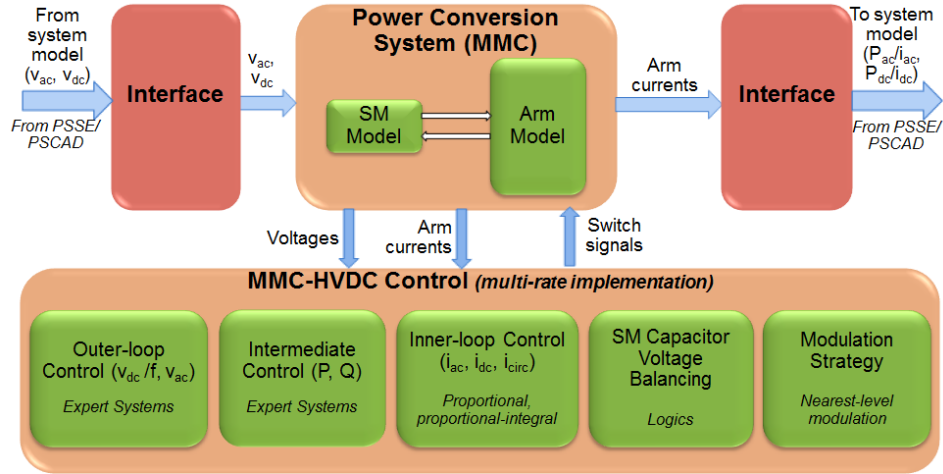 From
system
model
(vac, vdc)
From PSSE/
PSCAD
Interface
vac,
vdc
Power Conversion
System (MMC)
SM
Model
Arm
Model
Arm
currents
Interface
To system
model
(Pac/iac,
Pdc/idc)
From PSSE/
PSCAD
Voltages
Arm
currents
Switch
signals
MMC-HVDC Control (multi-rate implementation)
Outer-loop
Control (vdc /f, vac)
Expert Systems
Intermediate
Control (P, Q)
Expert Systems
Inner-loop Control
(iac, idc, icirc)
Proportional,
proportional-integral
SM Capacitor
Voltage
Balancing
Logics
Modulation
Strategy
Nearest-level
modulation